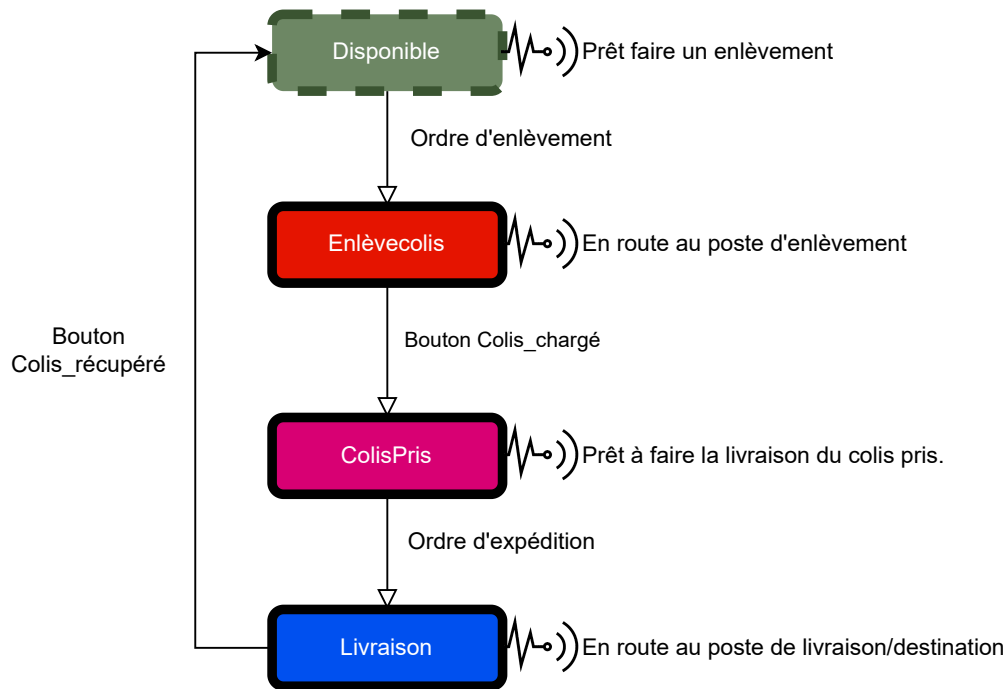 Disponible
Prêt faire un enlèvement
Ordre d'enlèvement
Enlèvecolis
En route au poste d'enlèvement
Bouton
Colis_récupéré
Bouton Colis_chargé
ColisPris
Prêt à faire la livraison du colis pris.
Ordre d'expédition
Livraison
En route au poste de livraison/destination